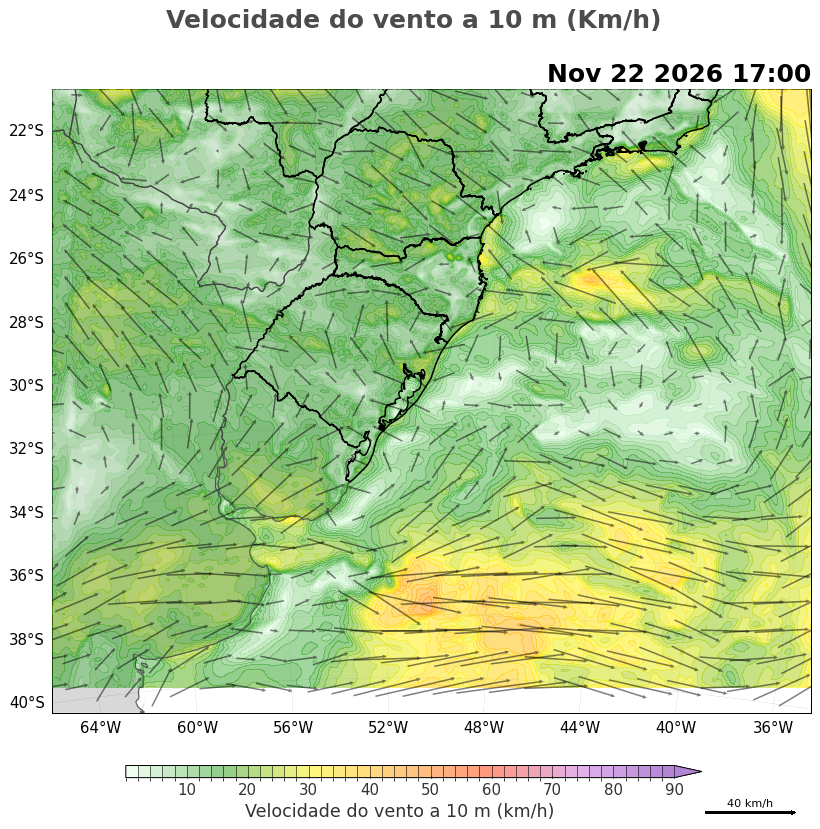 Velocidade do vento a 10 m (Km/h)
Nov 22 2026 17:00
22°S
24°S
26°S
28°S
30°S
32°S
34°S
36°S
38°S
40°S
64°W 60°W 56°W 52°W 48°W 44°W 40°W 36°W
10 20 30 40 50 60 70 80 90
Velocidade do vento a 10 m (km/h)
40 km/h